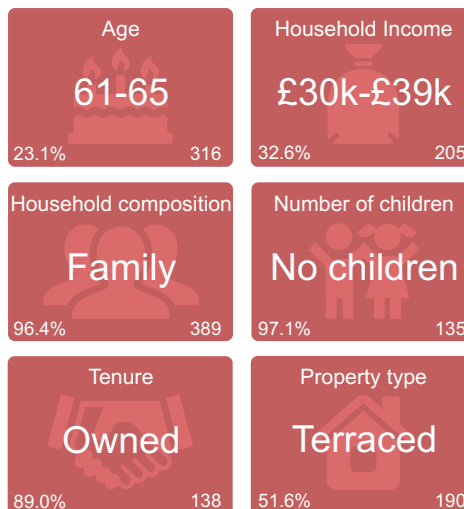 Age
61-65
23.1% 316
Household Income
£30k-£39k
32.6% 205
Household composition
Family
96.4% 389
Number of children
No children
97.1% 135
Tenure
Owned
89.0% 138
Property type
Terraced
51.6% 190